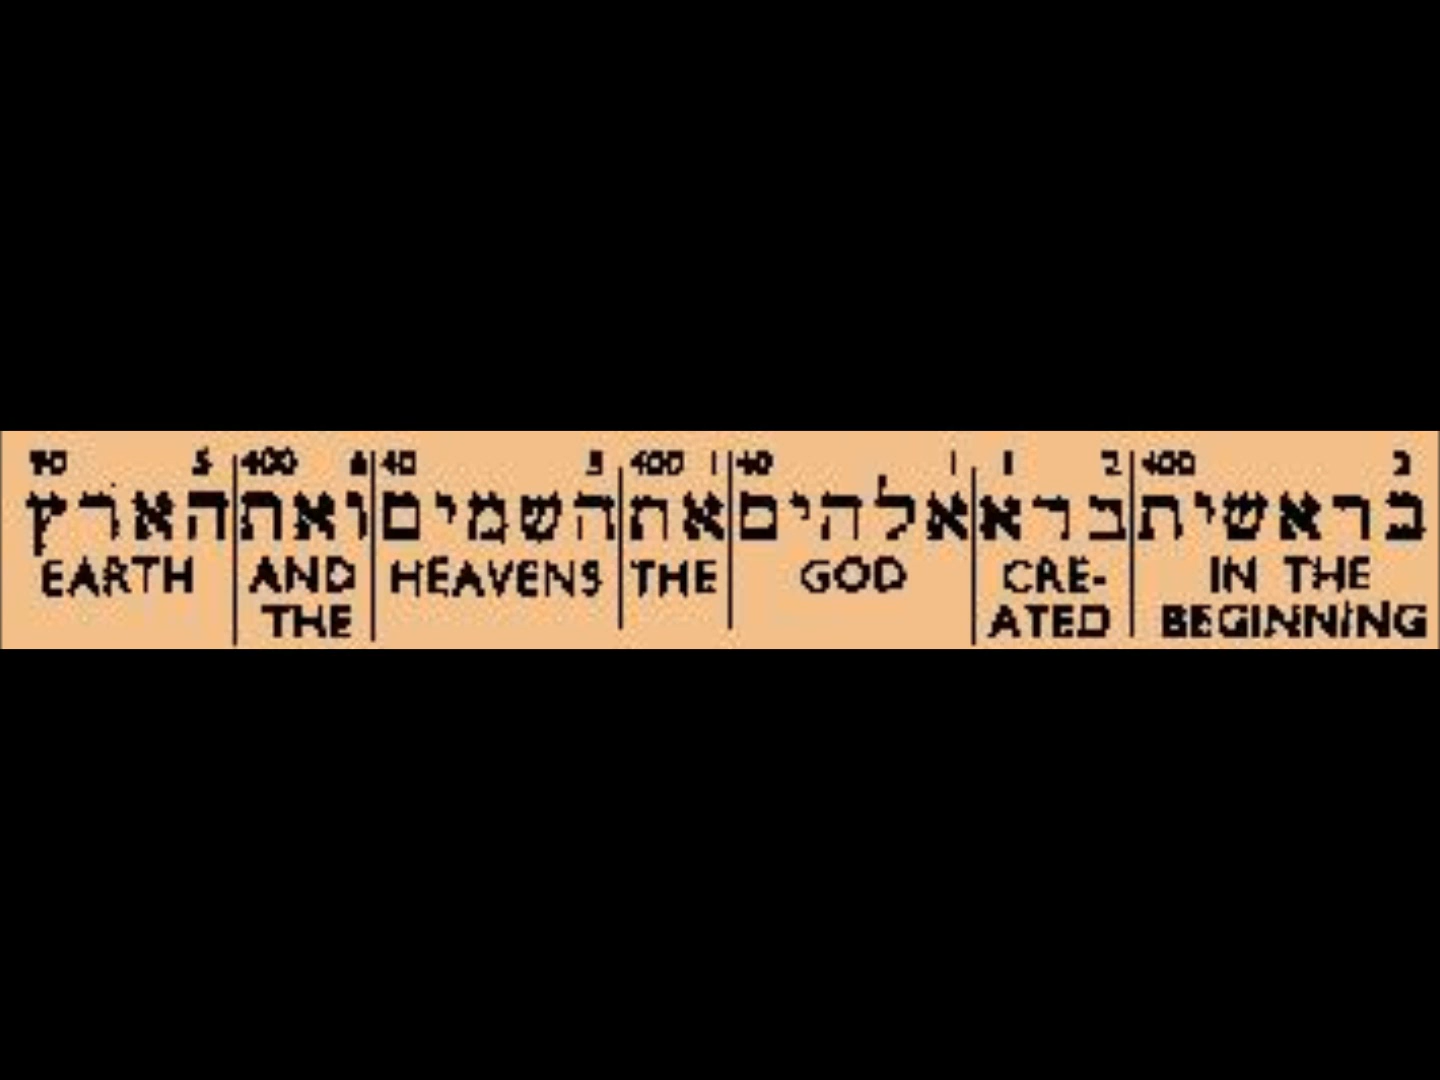 90 5 400 6 40 5 400 1 40 1 1 2 400 2
בראשית ברא אלהים את השמים ואת הארץ
EARTH AND HEAVENS THE GOD CRE- IN THE
THE ATED BEGINNING